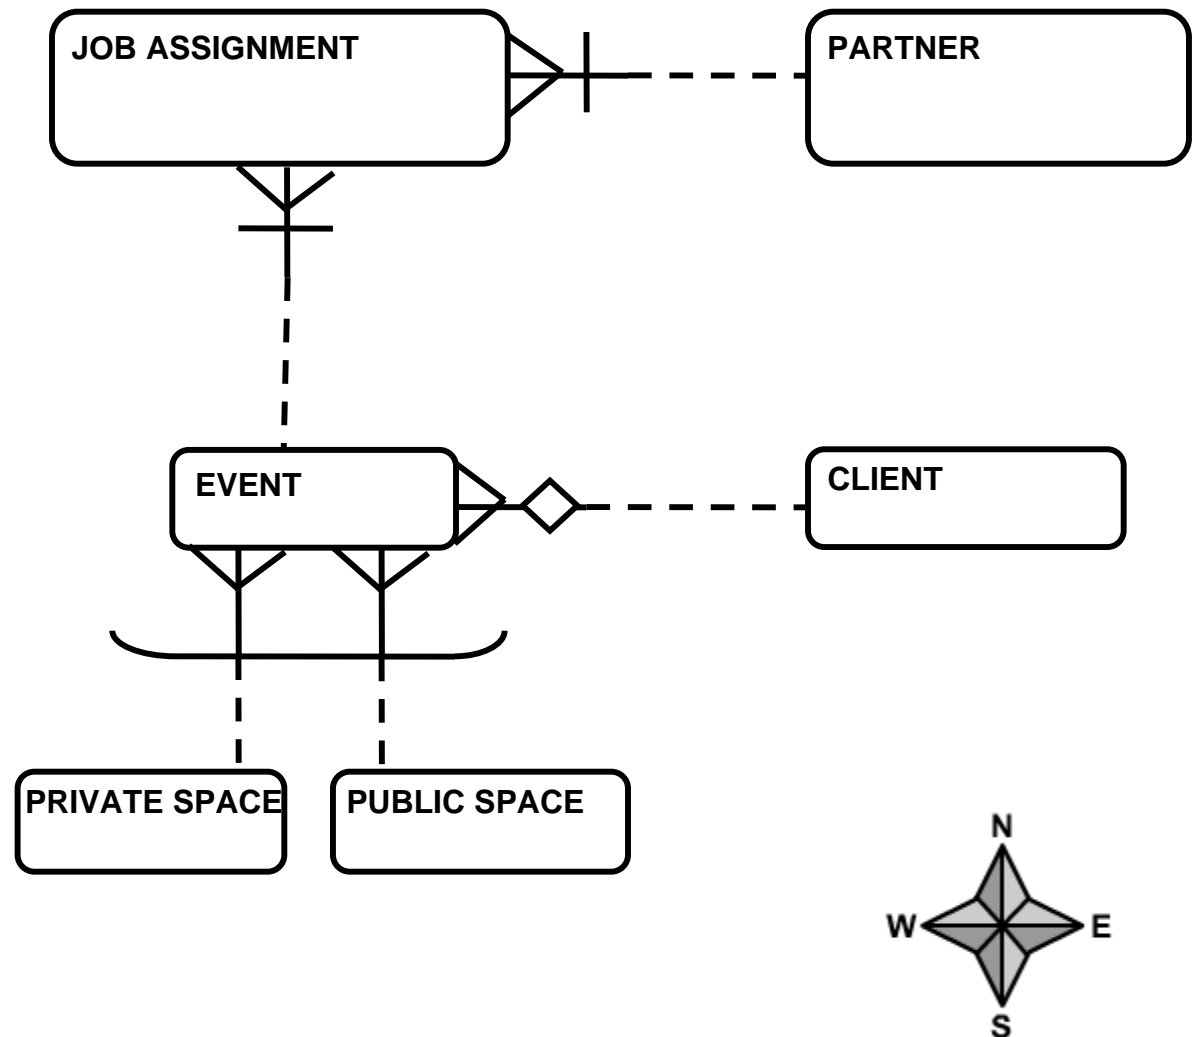 JOB ASSIGNMENT
PARTNER
EVENT
CLIENT
PRIVATE SPACE
PUBLIC SPACE
N
W
E
S